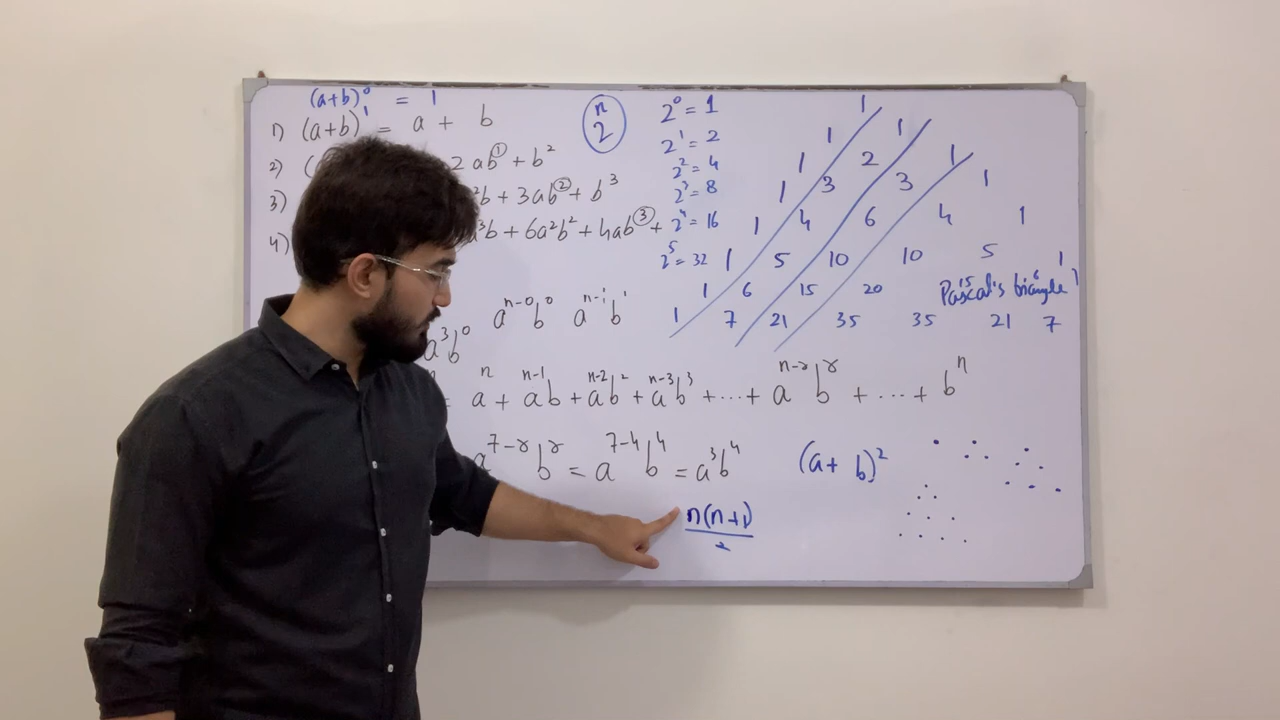 (a+b)⁰ = 1
1) (a+b)¹ = a + b
2) ( 2ab① + b²
3) ²b + 3ab② + b³
4) a³b + 6a²b² + 4ab③ +
2ⁿ
2⁰ = 1
2¹ = 2
2² = 4
2³ = 8
2⁴ = 16
2⁵ = 32
1
1 1
1 2 1
1 3 3 1
1 4 6 4 1
1 5 10 10 5 1
1 6 15 20 15 6 1
Pascal's triangle
1 7 21 35 35 21 7
aⁿ⁻⁰b⁰ aⁿ⁻¹b¹
a³b⁰
= aⁿ + aⁿ⁻¹b + aⁿ⁻²b² + aⁿ⁻³b³ + ... + aⁿ⁻ʳbʳ + ... + bⁿ
a⁷⁻ʳbʳ = a⁷⁻⁴b⁴ = a³b⁴
(a+b)²
n(n+1)/2